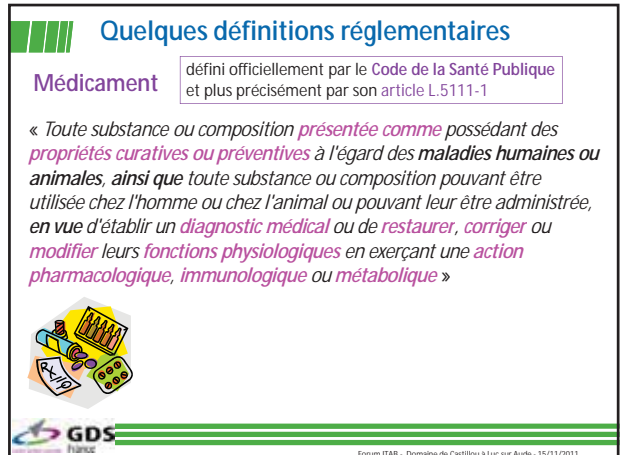 Quelques définitions réglementaires
Médicament
défini officiellement par le Code de la Santé Publique
et plus précisément par son article L.5111-1
« Toute substance ou composition présentée comme possédant des
propriétés curatives ou préventives à l'égard des maladies humaines ou
animales, ainsi que toute substance ou composition pouvant être
utilisée chez l'homme ou chez l'animal ou pouvant leur être administrée,
en vue d'établir un diagnostic médical ou de restaurer, corriger ou
modifier leurs fonctions physiologiques en exerçant une action
pharmacologique, immunologique ou métabolique »
GDS
France
Forum ITAB - Domaine de Castillou à Luc sur Aude - 15/11/2011